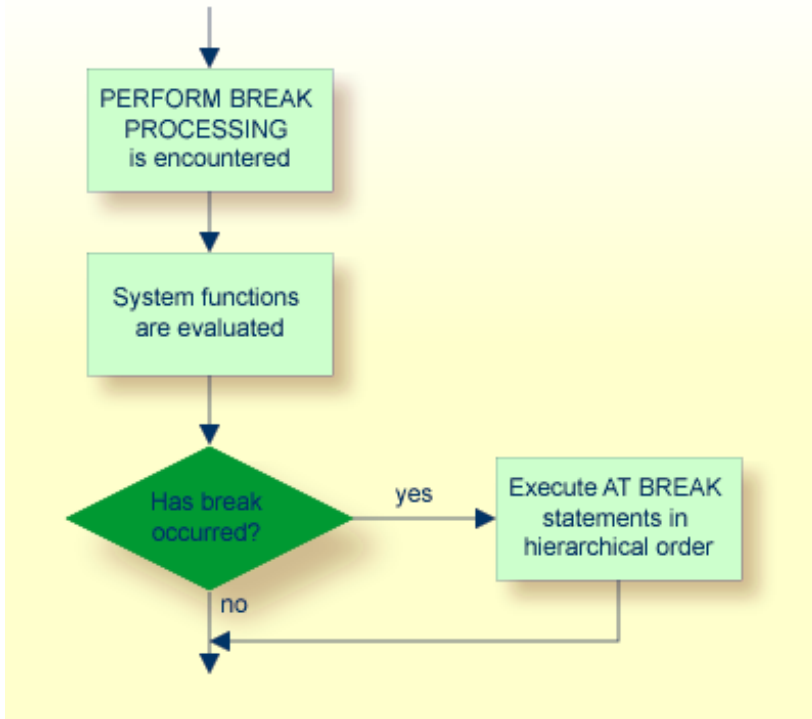 PERFORM BREAK
PROCESSING
is encountered
System functions
are evaluated
Has break
occurred?
yes
Execute AT BREAK
statements in
hierarchical order
no